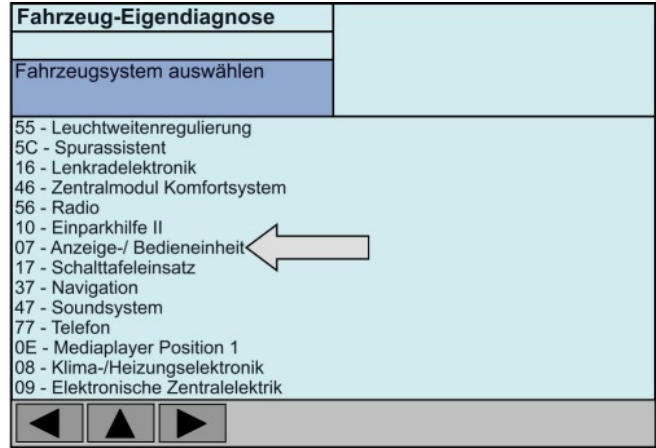 Fahrzeug-Eigendiagnose
Fahrzeugsystem auswählen
55 - Leuchtweitenregulierung
5C - Spurassistent
16 - Lenkradelektronik
46 - Zentralmodul Komfortsystem
56 - Radio
10 - Einparkhilfe II
07 - Anzeige-/ Bedieneinheit
17 - Schalttafeleinsatz
37 - Navigation
47 - Soundsystem
77 - Telefon
0E - Mediaplayer Position 1
08 - Klima-/Heizungselektronik
09 - Elektronische Zentralelektrik